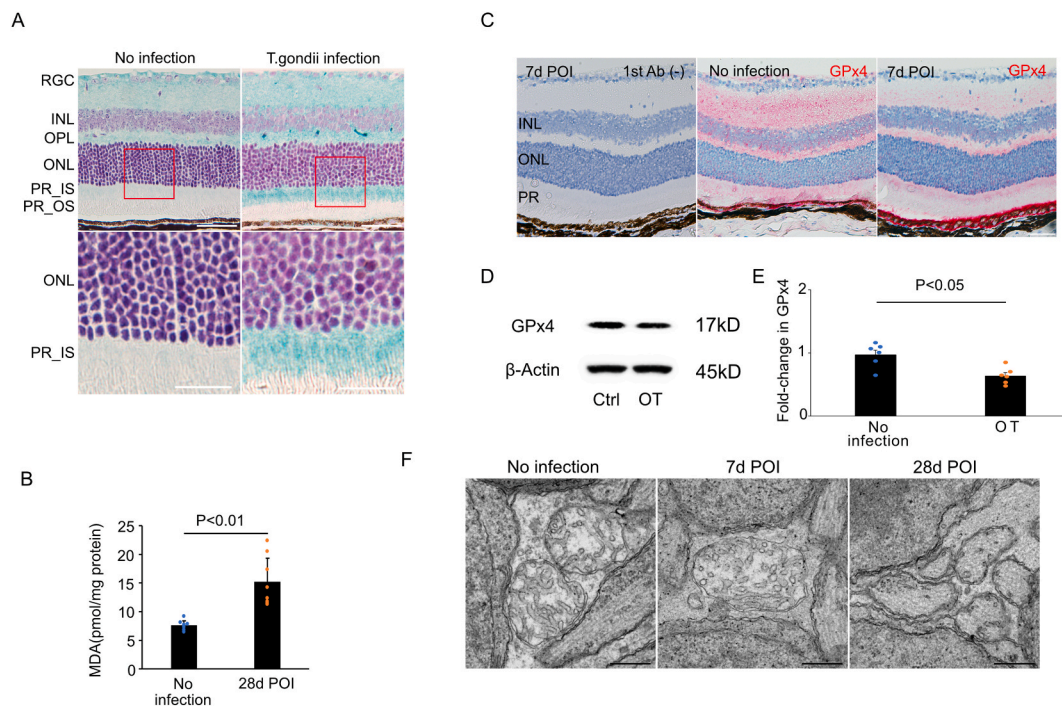 A
No infection
T.gondii infection
RGC
INL
OPL
ONL
PR_IS
PR_OS
ONL
PR_IS
B
MDA(pmol/mg protein)
P<0.01
25
20
15
10
5
0
No
infection
28d POI
C
7d POI
1st Ab (-)
No infection
GPx4
7d POI
GPx4
INL
ONL
PR
D
GPx4
17kD
β-Actin
45kD
Ctrl
OT
E
Fold-change in GPx4
P<0.05
2
1
0
No
infection
O T
F
No infection
7d POI
28d POI